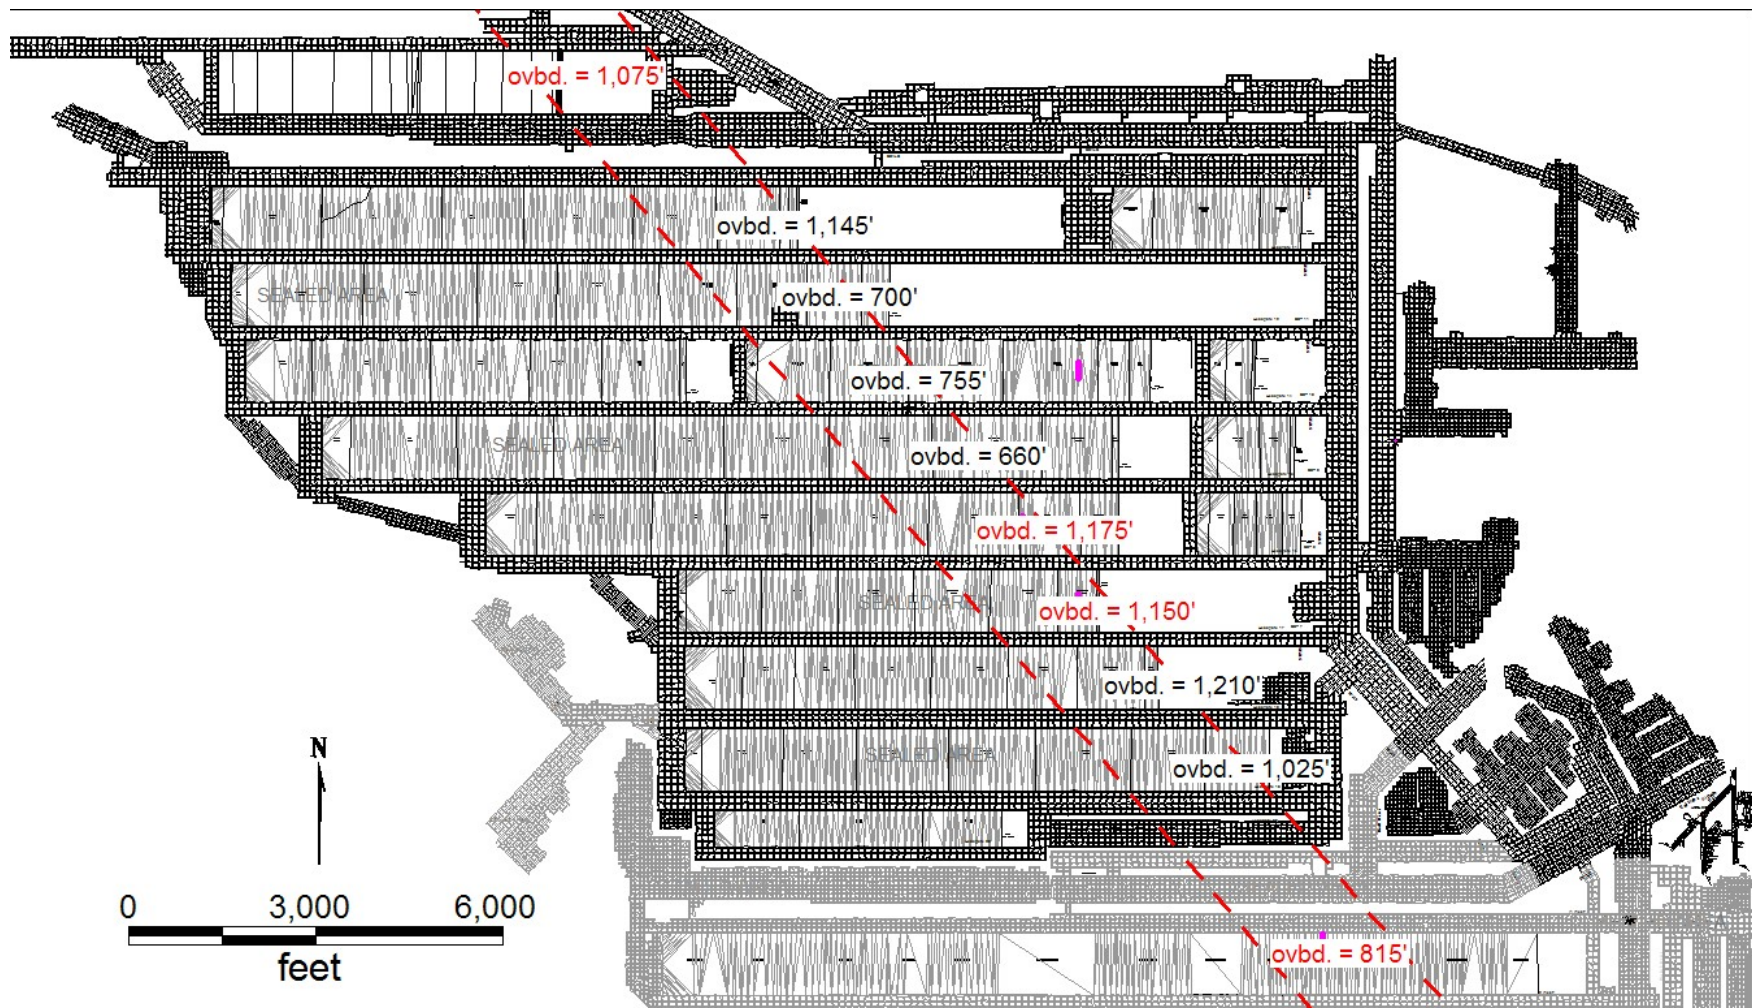 ovbd. = 1,075'
ovbd. = 1,145'
SEALED AREA
ovbd. = 700'
ovbd. = 755'
SEALED AREA
ovbd. = 660'
ovbd. = 1,175'
SEALED AREA
ovbd. = 1,150'
ovbd. = 1,210'
SEALED AREA
ovbd. = 1,025'
N
0 3,000 6,000
feet
ovbd. = 815'